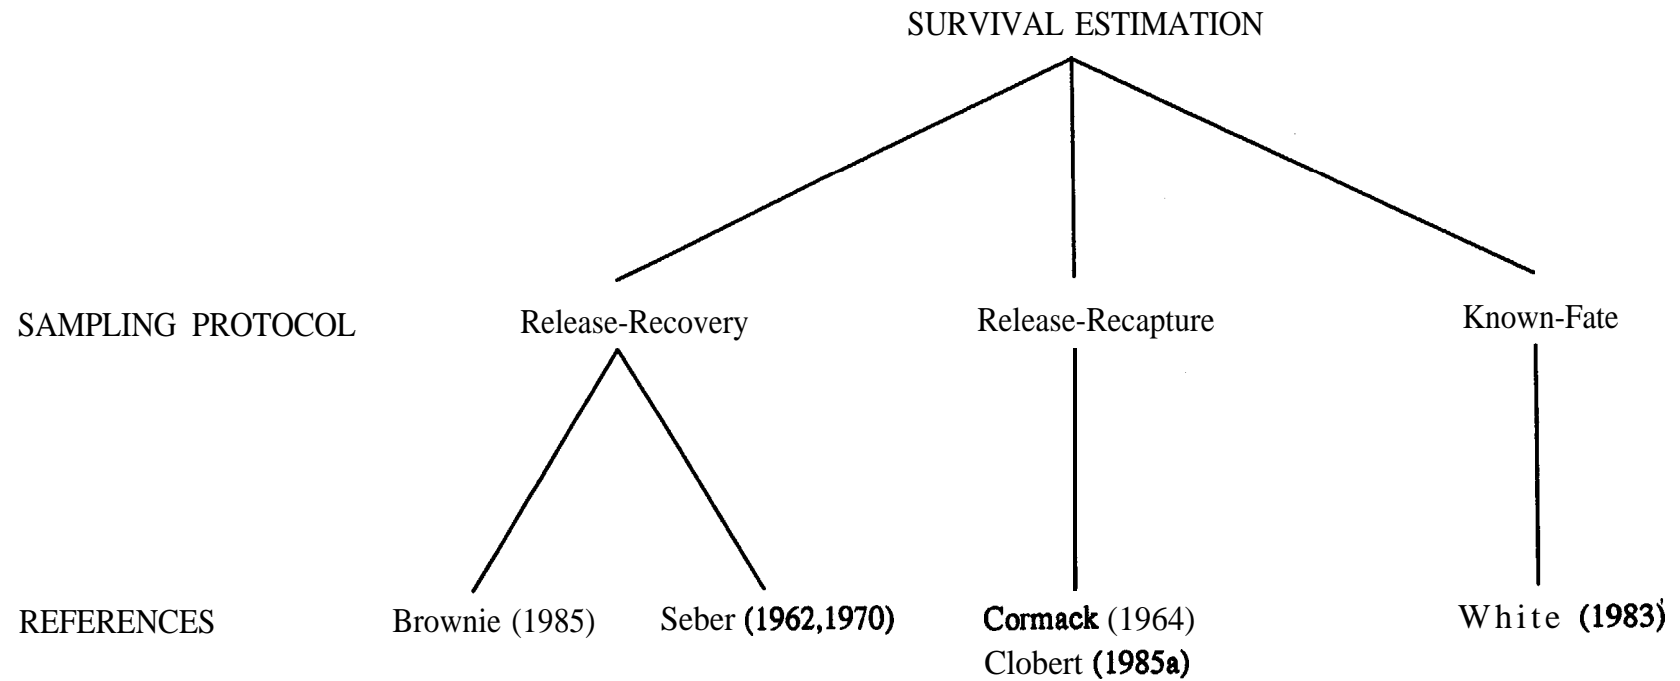 SURVIVAL ESTIMATION
SAMPLING PROTOCOL
Release-Recovery
Release-Recapture
Known-Fate
REFERENCES
Brownie (1985)
Seber (1962,1970)
Cormack (1964)
Clobert (1985a)
White (1983)